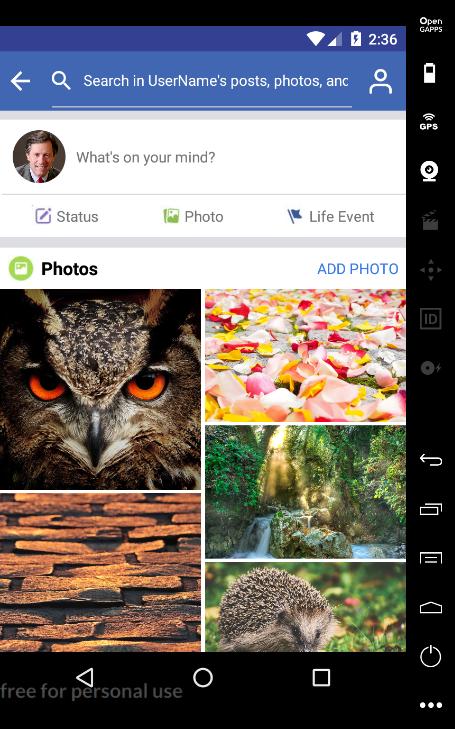 Open
GAPPS
2:36
Search in UserName's posts, photos, and
GPS
What's on your mind?
Status
Photo
Life Event
Photos
ADD PHOTO
ID
free for personal use